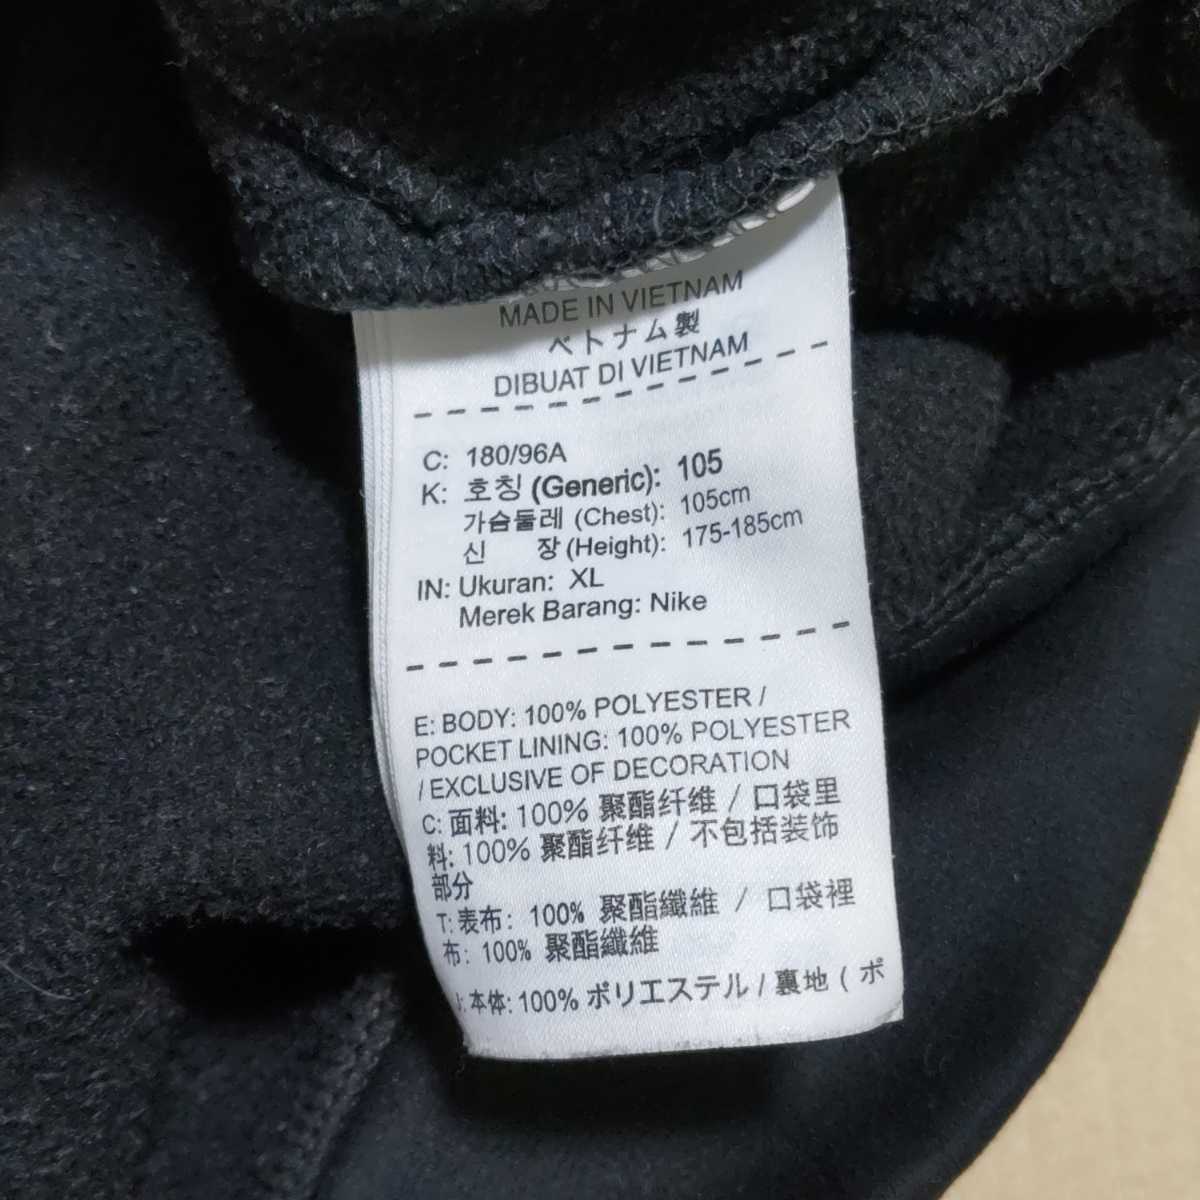 MADE IN VIETNAM
ベトナム製
DIBUAT DI VIETNAM
C: 180/96A
K: 호칭 (Generic): 105
가슴둘레 (Chest): 105cm
신 장 (Height): 175-185cm
IN: Ukuran: XL
Merek Barang: Nike
E: BODY: 100% POLYESTER /
POCKET LINING: 100% POLYESTER
/ EXCLUSIVE OF DECORATION
C: 面料: 100% 聚酯纤维 / 口袋里
料: 100% 聚酯纤维 / 不包括装饰
部分
T: 表布: 100% 聚酯纖維 / 口袋裡
布: 100% 聚酯纖維
J: 本体: 100% ポリエステル / 裏地 ( ポ